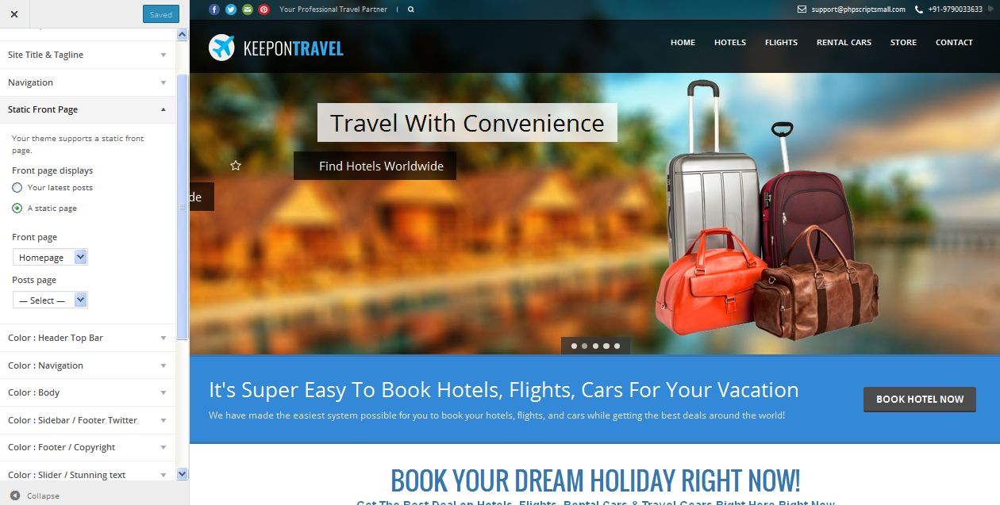 Saved
Site Title & Tagline
Navigation
Static Front Page
Your theme supports a static front
page.
Front page displays
Your latest posts
A static page
Front page
Homepage
Posts page
— Select —
Color : Header Top Bar
Color : Navigation
Color : Body
Color : Sidebar / Footer Twitter
Color : Footer / Copyright
Color : Slider / Stunning text
Collapse
Your Professional Travel Partner
support@phpscriptsmall.com +91-9790033633
KEEPONTRAVEL
HOME HOTELS FLIGHTS RENTAL CARS STORE CONTACT
Travel With Convenience
Find Hotels Worldwide
de
It's Super Easy To Book Hotels, Flights, Cars For Your Vacation
We have made the easiest system possible for you to book your hotels, flights, and cars while getting the best deals around the world!
BOOK HOTEL NOW
BOOK YOUR DREAM HOLIDAY RIGHT NOW!
Get The Best Deal on Hotels, Flights, Rental Cars & Travel Gears Right Here Right Now